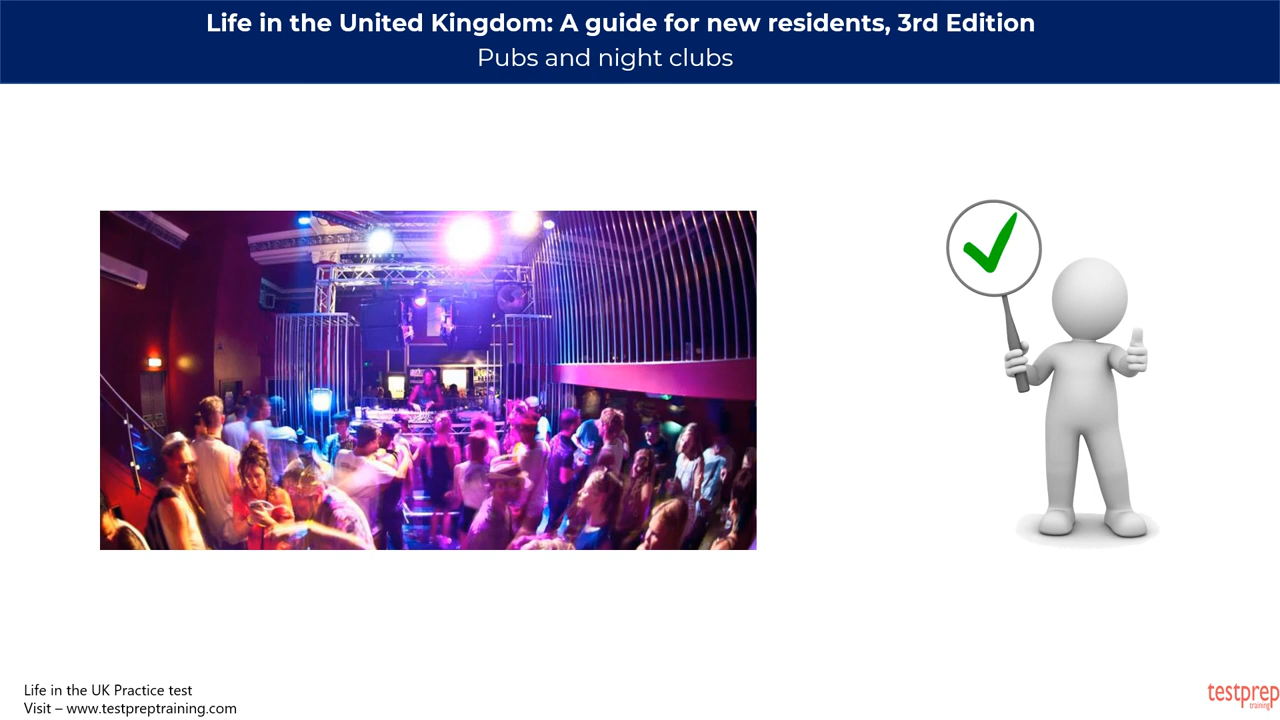 Life in the United Kingdom: A guide for new residents, 3rd Edition
Pubs and night clubs
Life in the UK Practice test
Visit – www.testpreptraining.com
testprep
training